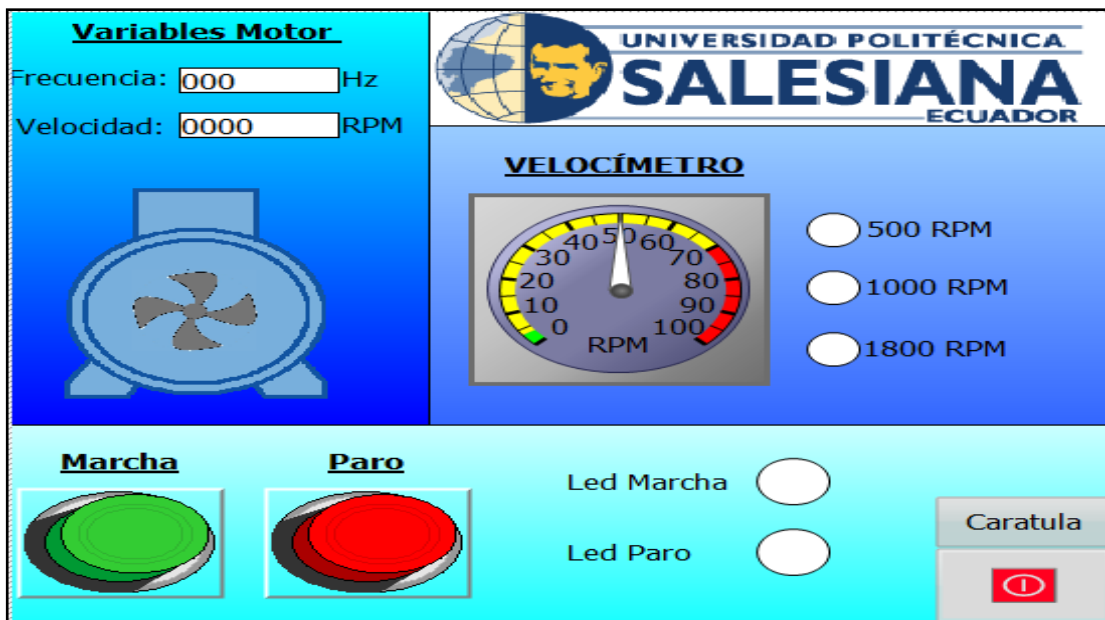 Variables Motor
Frecuencia: 000 Hz
Velocidad: 0000 RPM
UNIVERSIDAD POLITÉCNICA
SALESIANA
ECUADOR
VELOCÍMETRO
0
10
20
30
40
50
60
70
80
90
100
RPM
500 RPM
1000 RPM
1800 RPM
Marcha
Paro
Led Marcha
Led Paro
Caratula